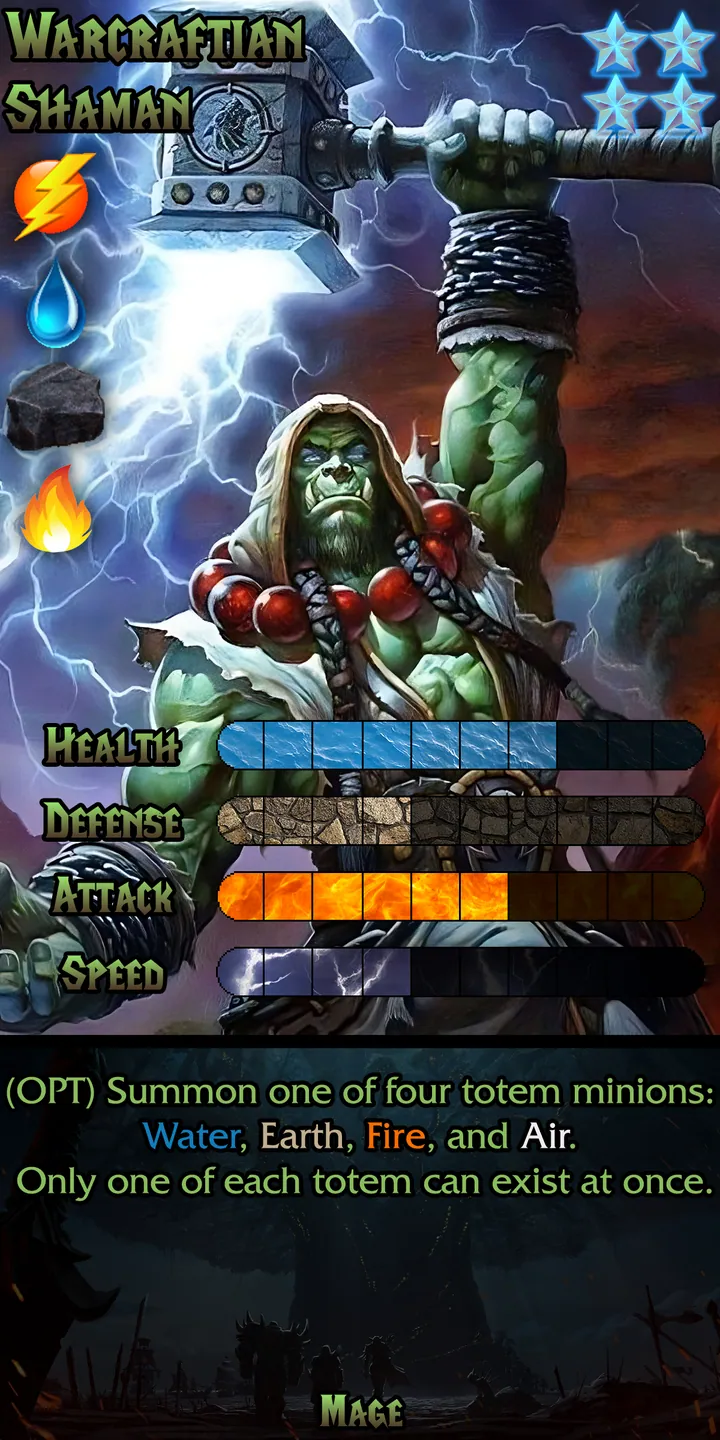 Warcraftian
Shaman
Health
Defense
Attack
Speed
(OPT) Summon one of four totem minions:
Water, Earth, Fire, and Air.
Only one of each totem can exist at once.
Mage